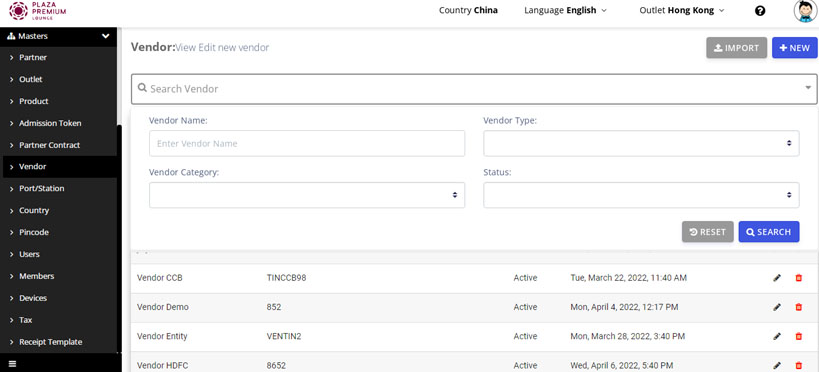 PLAZA
PREMIUM
LOUNGE
Country China
Language English
Outlet Hong Kong
Masters
Partner
Outlet
Product
Admission Token
Partner Contract
Vendor
Port/Station
Country
Pincode
Users
Members
Devices
Tax
Receipt Template
Vendor:View Edit new vendor
IMPORT
NEW
Search Vendor
Vendor Name:
Vendor Type:
Enter Vendor Name
Vendor Category:
Status:
RESET
SEARCH
Vendor CCB TINCCB98 Active Tue, March 22, 2022, 11:40 AM
Vendor Demo 852 Active Mon, April 4, 2022, 12:17 PM
Vendor Entity VENTIN2 Active Mon, March 28, 2022, 3:40 PM
Vendor HDFC 8652 Active Wed, April 6, 2022, 5:40 PM